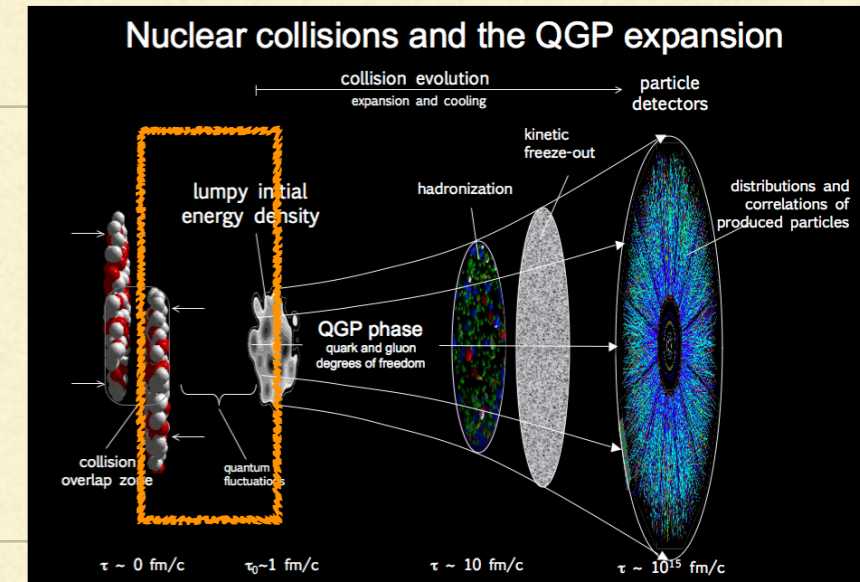 Nuclear collisions and the QGP expansion
collision evolution
expansion and cooling
particle
detectors
kinetic
freeze-out
lumpy initial
energy density
hadronization
distributions and
correlations of
produced particles
QGP phase
quark and gluon
degrees of freedom
collision
overlap zone
quantum
fluctuations
τ ~ 0 fm/c
τ₀~1 fm/c
τ ~ 10 fm/c
τ ~ 10¹⁵ fm/c